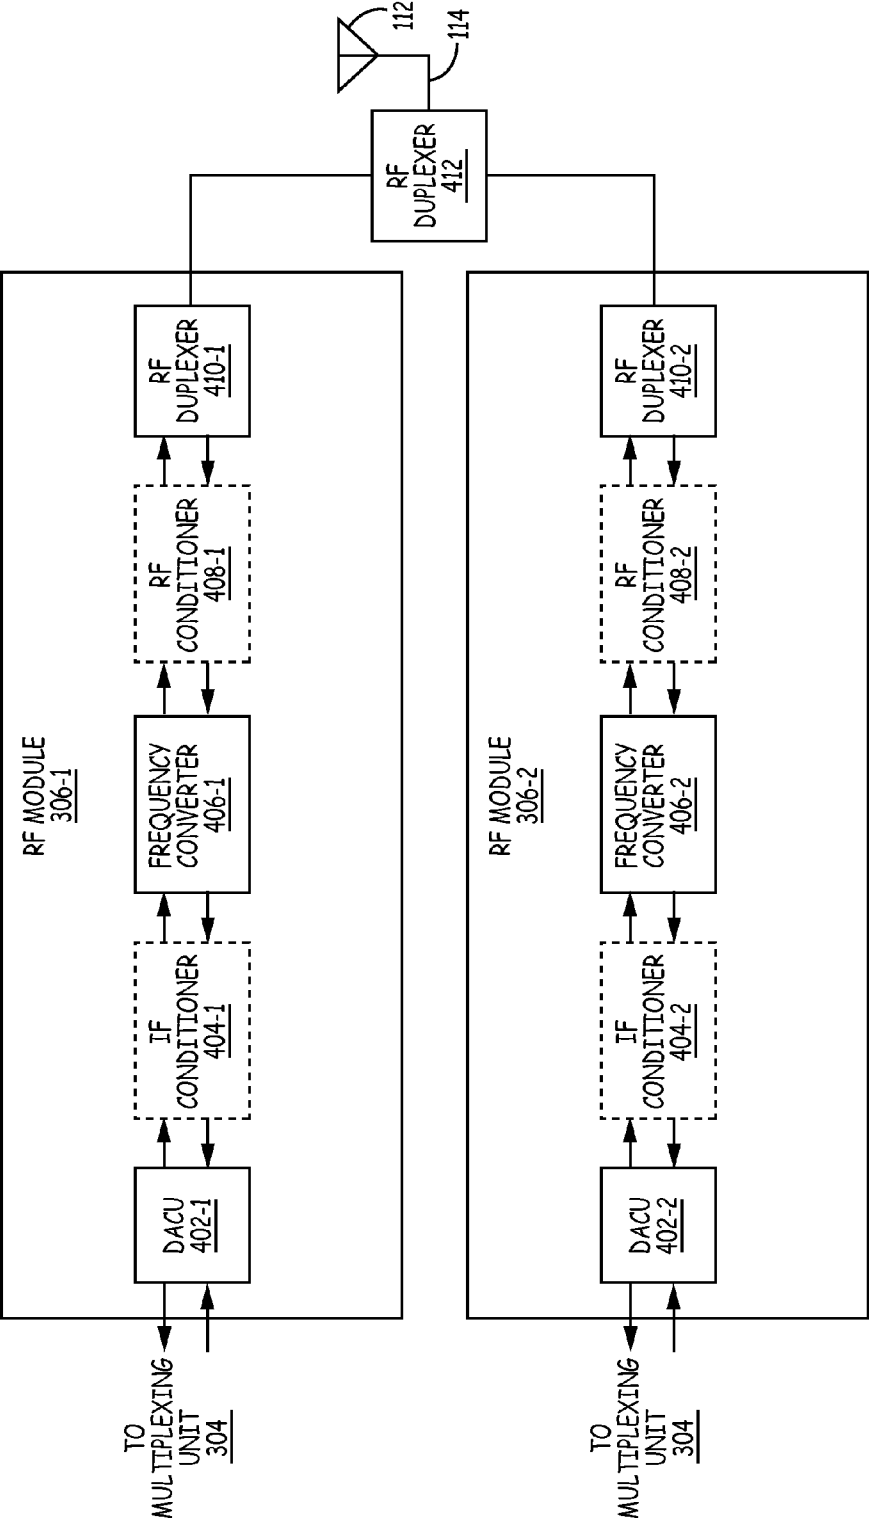 RF MODULE
306-1
TO
MULTIPLEXING
UNIT
304
DACU
402-1
IF
CONDITIONER
404-1
FREQUENCY
CONVERTER
406-1
RF
CONDITIONER
408-1
RF
DUPLEXER
410-1
RF
DUPLEXER
412
112
114
RF MODULE
306-2
TO
MULTIPLEXING
UNIT
304
DACU
402-2
IF
CONDITIONER
404-2
FREQUENCY
CONVERTER
406-2
RF
CONDITIONER
408-2
RF
DUPLEXER
410-2